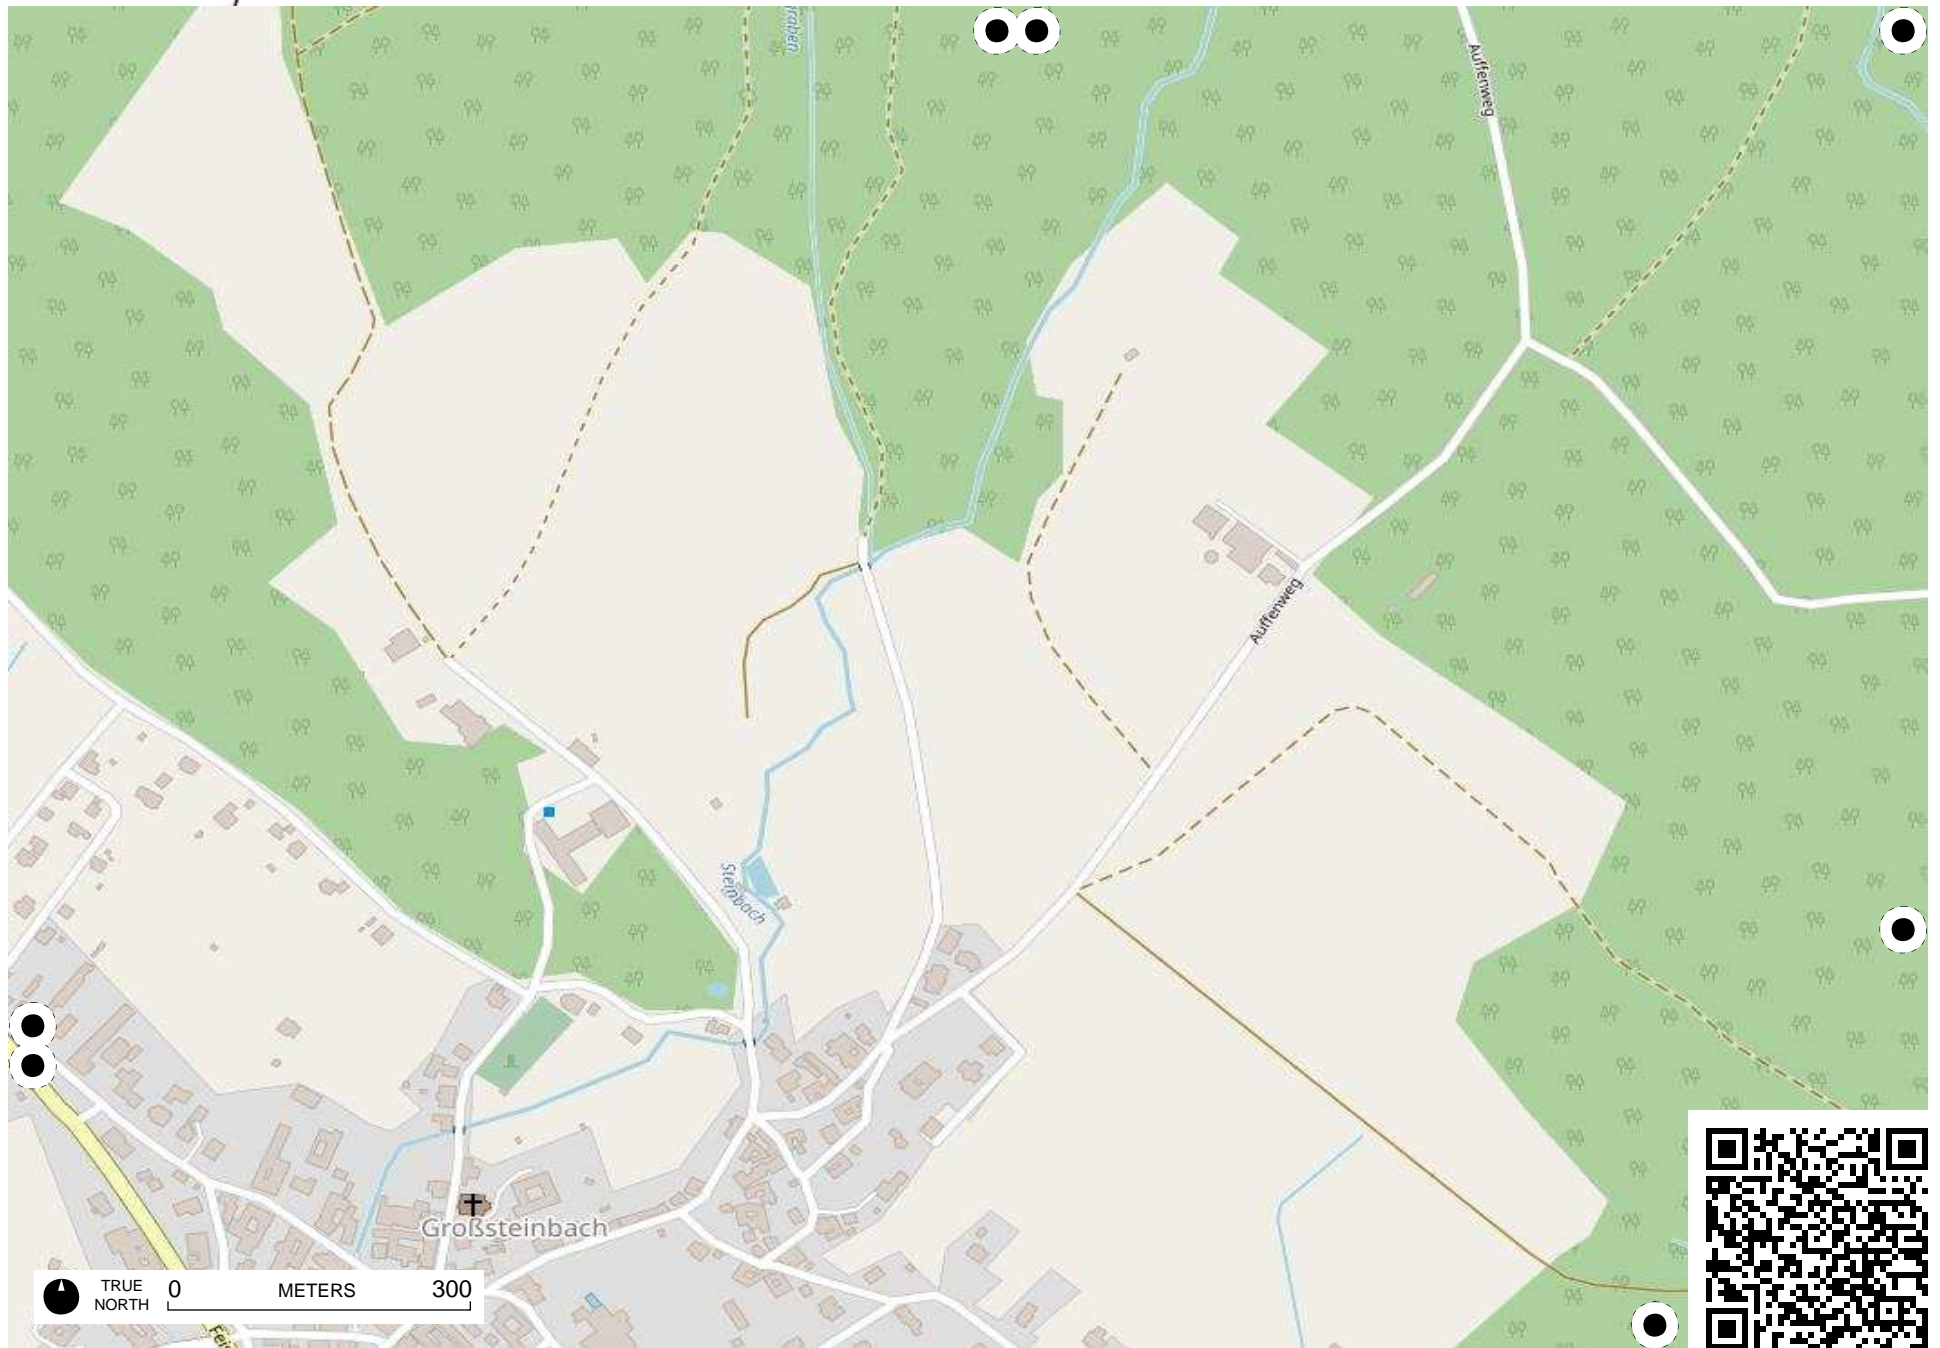 Auffenweg
Auffenweg
Steinbach
Großsteinbach
TRUE
NORTH
0 METERS 300